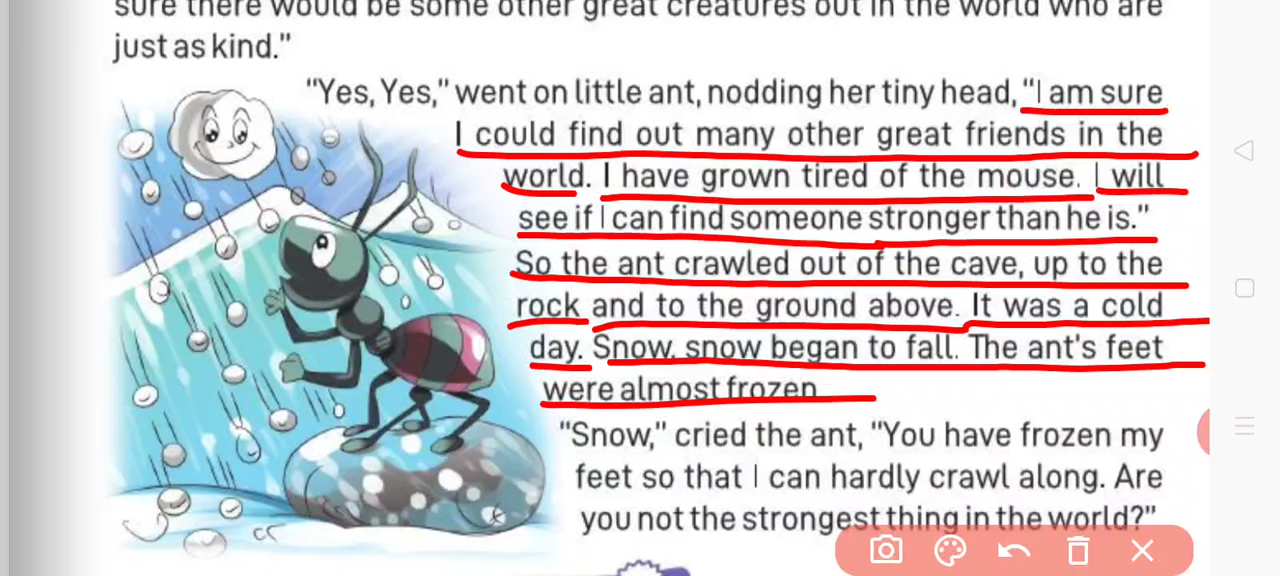 sure there would be some other great creatures out in the world who are
just as kind."
"Yes, Yes," went on little ant, nodding her tiny head, "I am sure
I could find out many other great friends in the
world. I have grown tired of the mouse. I will
see if I can find someone stronger than he is."
So the ant crawled out of the cave, up to the
rock and to the ground above. It was a cold
day. Snow, snow began to fall. The ant's feet
were almost frozen.
"Snow," cried the ant, "You have frozen my
feet so that I can hardly crawl along. Are
you not the strongest thing in the world?"